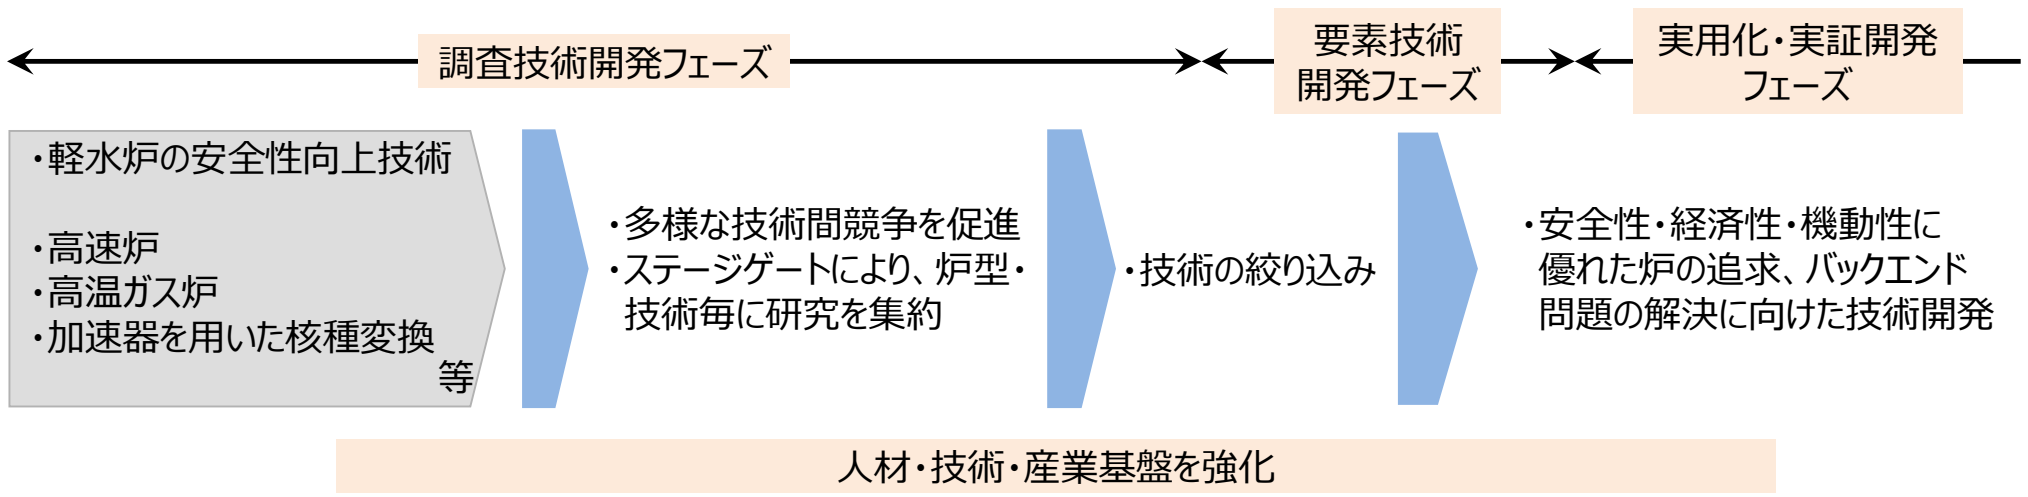 調査技術開発フェーズ
要素技術
開発フェーズ
実用化・実証開発
フェーズ
・軽水炉の安全性向上技術
・高速炉
・高温ガス炉
・加速器を用いた核種変換
等
・多様な技術間競争を促進
・ステージゲートにより、炉型・
技術毎に研究を集約
・技術の絞り込み
・安全性・経済性・機動性に
優れた炉の追求、バックエンド
問題の解決に向けた技術開発
人材・技術・産業基盤を強化